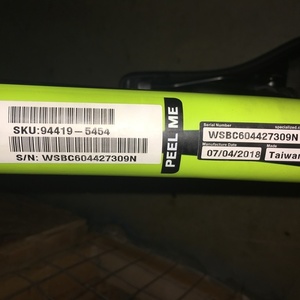 SKU:94419-5454
S/N: WSBC604427309N
PEEL ME
Serial Number
WSBC604427309N
Manufacture Date
Made
07/04/2018
Taiwan